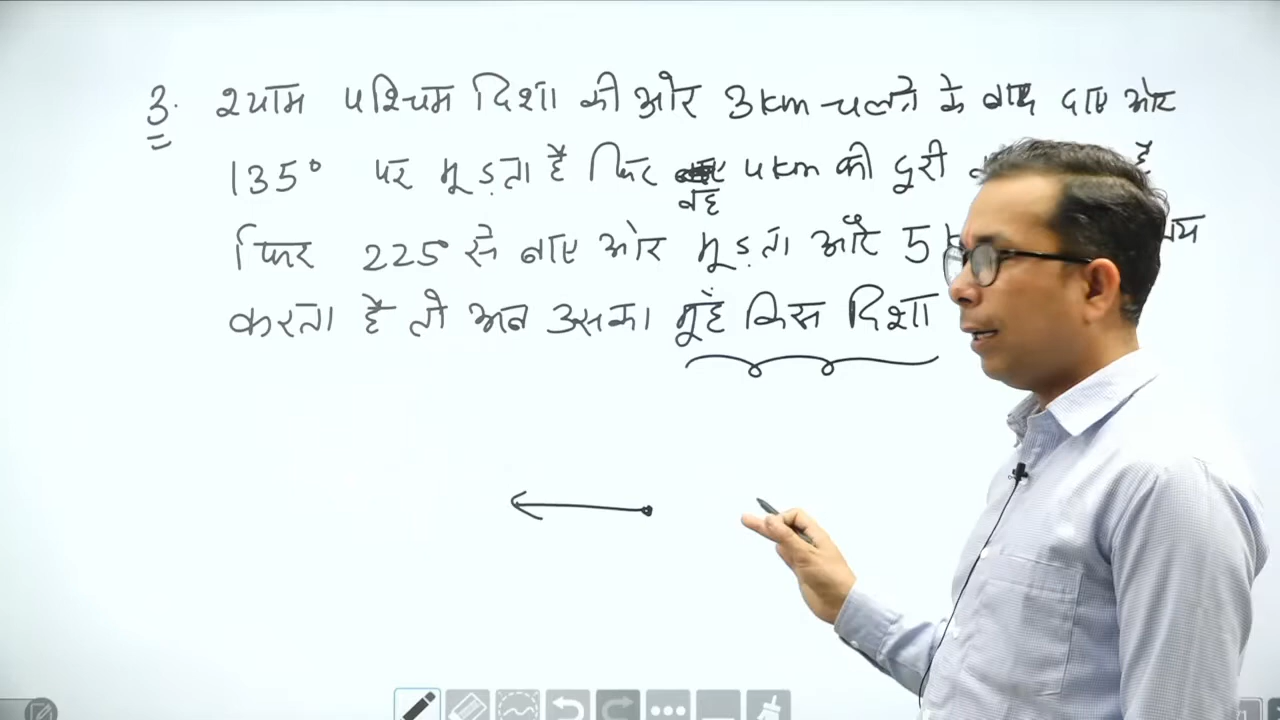 3. श्याम पश्चिम दिशा की ओर 3km चलने के बाद दाए ओर
135° पर मूड़ता है फिर वह 4km की दूरी है
फिर 225° से बाए ओर मूड़ता और 5
करता है तो अब उसका मुंह किस दिशा